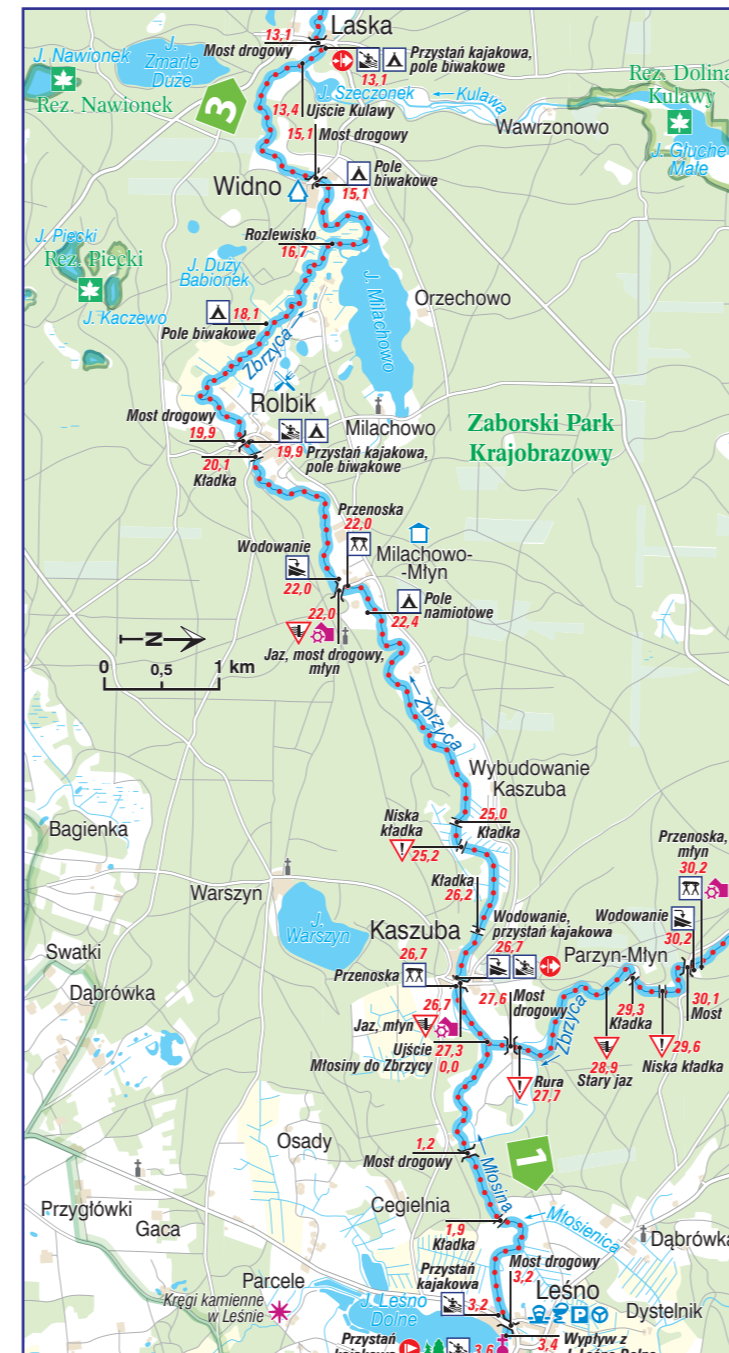 Laska
13,1
Most drogowy
Przystań kajakowa,
pole biwakowe
13,1
J. Nawionek
Rez. Nawionek
J.
Zmarłe
Duże
3
J. Szeczonek
Kulawa
Rez. Dolina
Kulawy
J. Głuche
Małe
Wawrzonowo
13,4
Ujście Kulawy
15,1
Most drogowy
Widno
Pole
biwakowe
15,1
Rozlewisko
16,7
J. Piecki
Rez. Piecki
J. Kaczewo
J. Duży
Babionek
J. Milachowo
Orzechowo
18,1
Pole biwakowe
Zbrzyca
Rolbik
Most drogowy
19,9
Milachowo
Zaborski Park
Krajobrazowy
19,9
Przystań kajakowa,
pole biwakowe
20,1
Kładka
Przenoska
22,0
Wodowanie
22,0
Milachowo-
-Młyn
22,0
Jaz, most drogowy,
młyn
Pole
namiotowe
22,4
N
0
0,5
1 km
Zbrzyca
Wybudowanie
Kaszuba
25,0
Kładka
Niska
kładka
25,2
Bagienka
Warszyn
J.
Warszyn
Kładka
26,2
Kaszuba
26,7
Przenoska
Wodowanie,
przystań kajakowa
26,7
Przenoska,
młyn
30,2
Wodowanie
30,2
Parzyn-Młyn
Swatki
Dąbrówka
26,7
Jaz, młyn
27,6
Most
drogowy
Zbrzyca
29,3
Kładka
30,1
Most
Ujście
Młosiny do Zbrzycy
27,3
0,0
Rura
27,7
28,9
Stary jaz
29,6
Niska kładka
Osady
1,2
Most drogowy
Młosina
1
Przygłówki
Gaca
Cegielnia
1,9
Kładka
Młosienica
Dąbrówka
Parcele
Kręgi kamienne
w Leśnie
Przystań
kajakowa
3,2
Most drogowy
3,2
Leśno
Dystelnik
J. Leśno
Dolne
P
Przystań
kajakowa
3,6
3,4
Wypływ z
J. Leśno Dolne